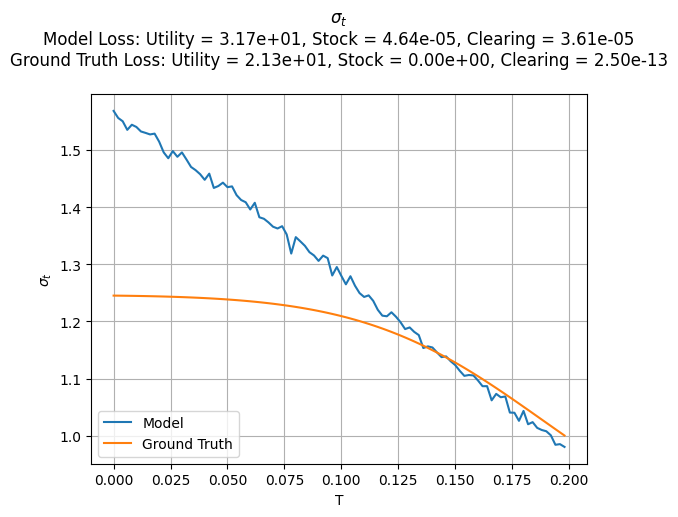 σt
Model Loss: Utility = 3.17e+01, Stock = 4.64e-05, Clearing = 3.61e-05
Ground Truth Loss: Utility = 2.13e+01, Stock = 0.00e+00, Clearing = 2.50e-13
σt
1.5
1.4
1.3
1.2
1.1
1.0
Model
Ground Truth
0.000 0.025 0.050 0.075 0.100 0.125 0.150 0.175 0.200
T